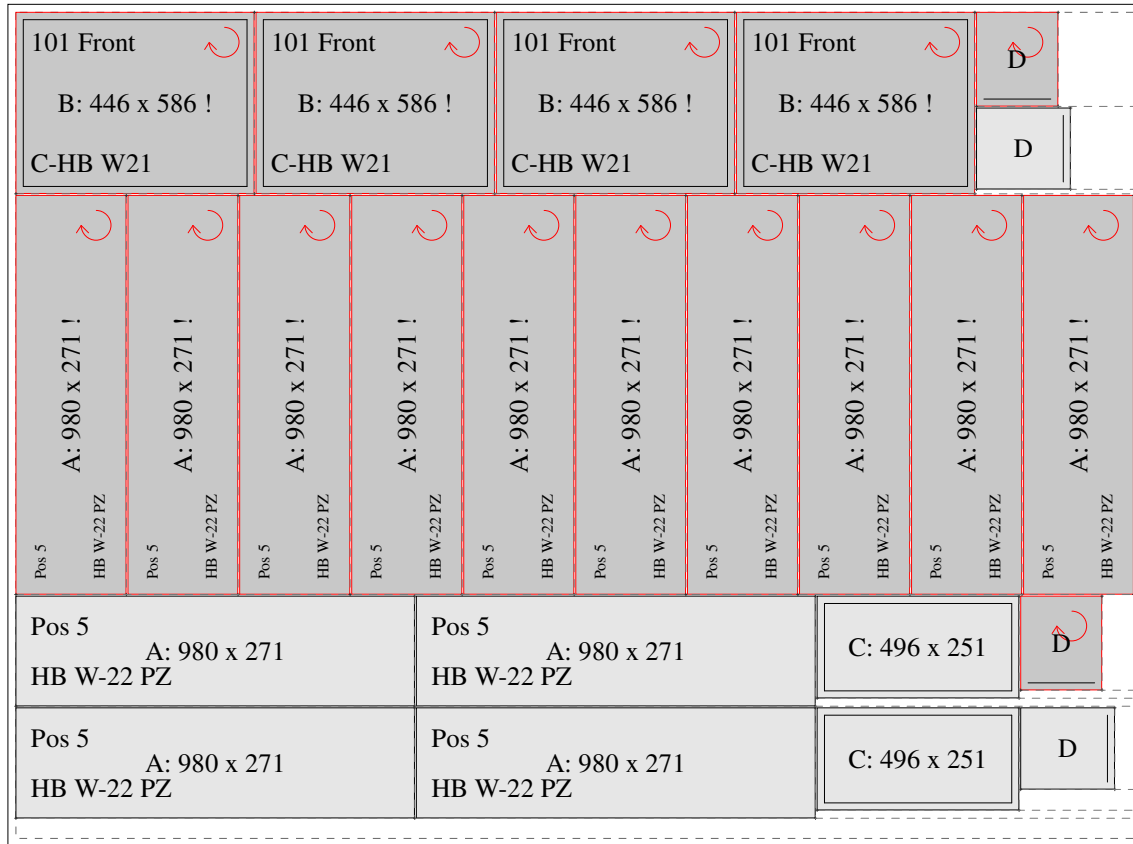 101 Front
B: 446 x 586 !
C-HB W21
101 Front
B: 446 x 586 !
C-HB W21
101 Front
B: 446 x 586 !
C-HB W21
101 Front
B: 446 x 586 !
C-HB W21
D
D
Pos 5
A: 980 x 271 !
HB W-22 PZ
Pos 5
A: 980 x 271 !
HB W-22 PZ
Pos 5
A: 980 x 271 !
HB W-22 PZ
Pos 5
A: 980 x 271 !
HB W-22 PZ
Pos 5
A: 980 x 271 !
HB W-22 PZ
Pos 5
A: 980 x 271 !
HB W-22 PZ
Pos 5
A: 980 x 271 !
HB W-22 PZ
Pos 5
A: 980 x 271 !
HB W-22 PZ
Pos 5
A: 980 x 271 !
HB W-22 PZ
Pos 5
A: 980 x 271 !
HB W-22 PZ
Pos 5
A: 980 x 271
HB W-22 PZ
Pos 5
A: 980 x 271
HB W-22 PZ
C: 496 x 251
D
Pos 5
A: 980 x 271
HB W-22 PZ
Pos 5
A: 980 x 271
HB W-22 PZ
C: 496 x 251
D